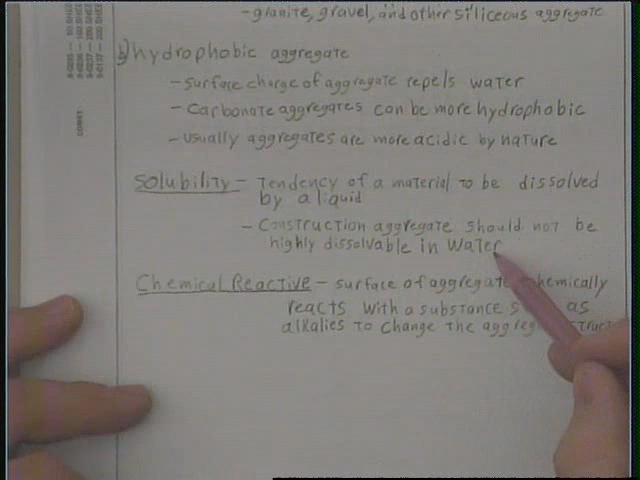 -granite, gravel, and other siliceous aggregate
b) hydrophobic aggregate
- surface charge of aggregate repels water
- Carbonate aggregates can be more hydrophobic
- usually aggregates are more acidic by nature
Solubility - Tendency of a material to be dissolved
by a liquid
- Construction aggregate should not be
highly dissolvable in water
Chemical Reactive - surface of aggregate chemically
reacts with a substance as
alkalies to change the
COMET